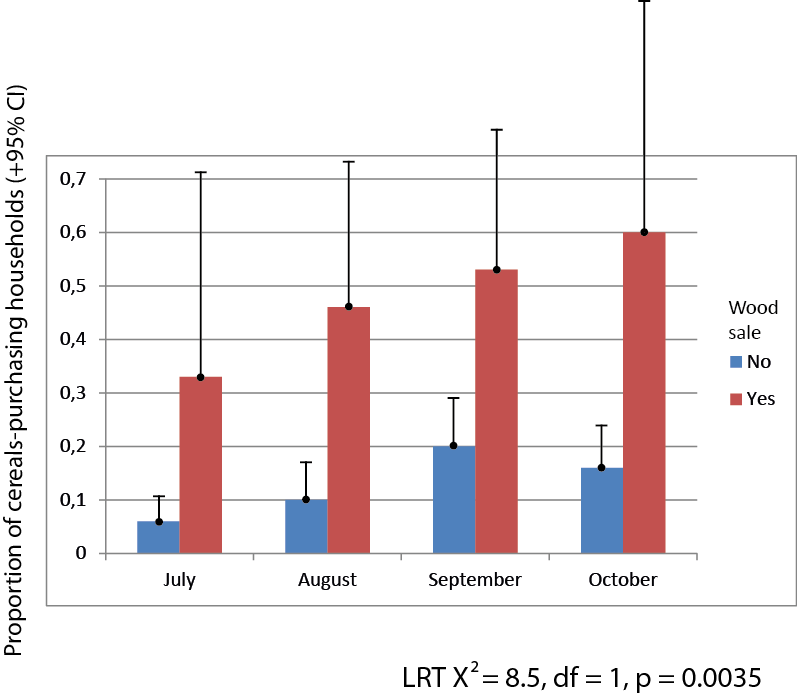 Proportion of cereals-purchasing households (+95% CI)
0,7
0,6
0,5
0,4
0,3
0,2
0,1
0
July August September October
Wood
sale
No
Yes
LRT X² = 8.5, df = 1, p = 0.0035